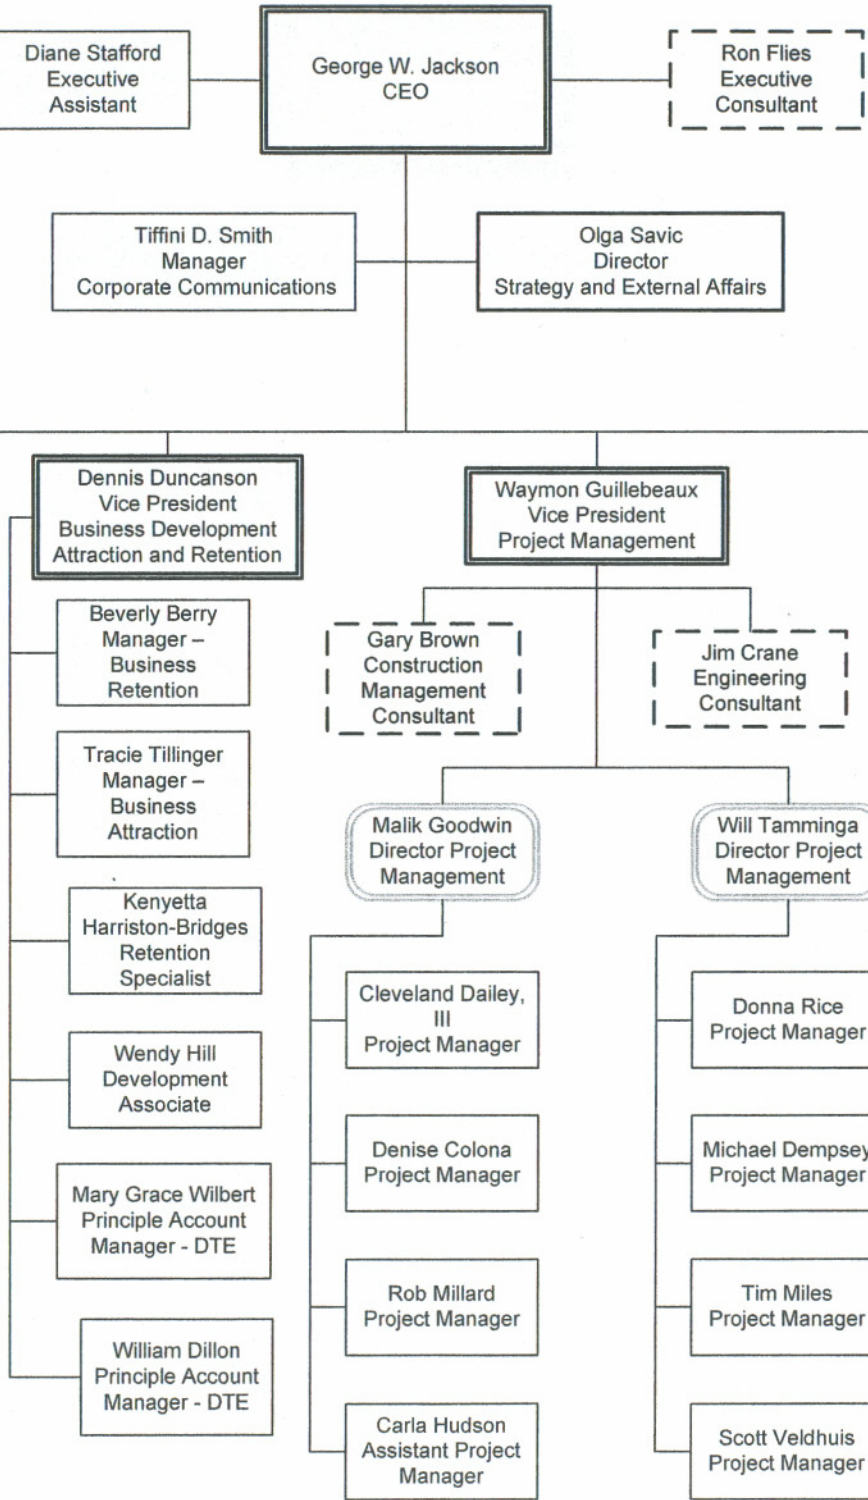 Diane Stafford
Executive
Assistant
George W. Jackson
CEO
Ron Flies
Executive
Consultant
Tiffini D. Smith
Manager
Corporate Communications
Olga Savic
Director
Strategy and External Affairs
Dennis Duncanson
Vice President
Business Development
Attraction and Retention
Waymon Guillebeaux
Vice President
Project Management
Beverly Berry
Manager –
Business
Retention
Tracie Tillinger
Manager –
Business
Attraction
Kenyetta
Harriston-Bridges
Retention
Specialist
Wendy Hill
Development
Associate
Mary Grace Wilbert
Principle Account
Manager - DTE
William Dillon
Principle Account
Manager - DTE
Gary Brown
Construction
Management
Consultant
Jim Crane
Engineering
Consultant
Malik Goodwin
Director Project
Management
Cleveland Dailey,
III
Project Manager
Denise Colona
Project Manager
Rob Millard
Project Manager
Carla Hudson
Assistant Project
Manager
Will Tamminga
Director Project
Management
Donna Rice
Project Manager
Michael Dempsey
Project Manager
Tim Miles
Project Manager
Scott Veldhuis
Project Manager